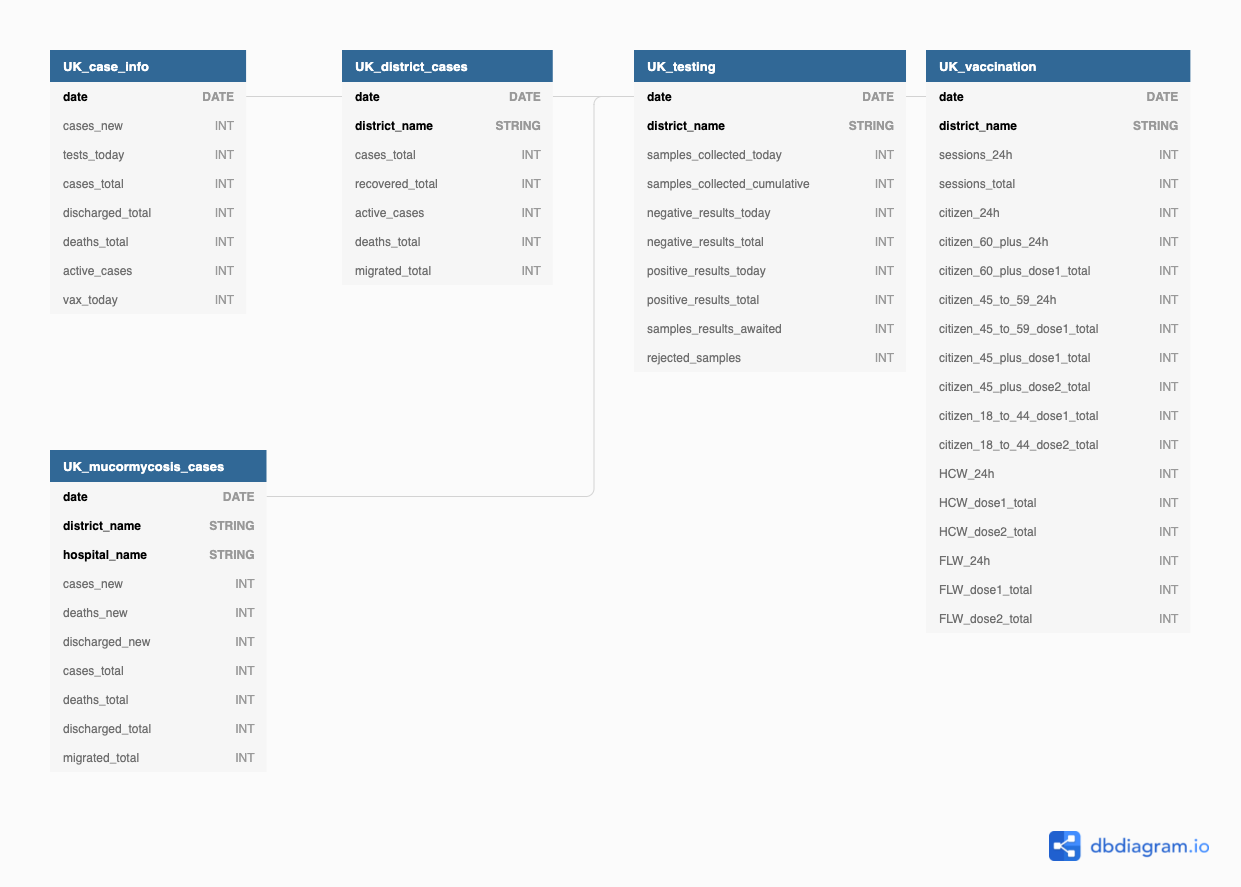 UK_case_info
date DATE
cases_new INT
tests_today INT
cases_total INT
discharged_total INT
deaths_total INT
active_cases INT
vax_today INT
UK_district_cases
date DATE
district_name STRING
cases_total INT
recovered_total INT
active_cases INT
deaths_total INT
migrated_total INT
UK_testing
date DATE
district_name STRING
samples_collected_today INT
samples_collected_cumulative INT
negative_results_today INT
negative_results_total INT
positive_results_today INT
positive_results_total INT
samples_results_awaited INT
rejected_samples INT
UK_vaccination
date DATE
district_name STRING
sessions_24h INT
sessions_total INT
citizen_24h INT
citizen_60_plus_24h INT
citizen_60_plus_dose1_total INT
citizen_45_to_59_24h INT
citizen_45_to_59_dose1_total INT
citizen_45_plus_dose1_total INT
citizen_45_plus_dose2_total INT
citizen_18_to_44_dose1_total INT
citizen_18_to_44_dose2_total INT
HCW_24h INT
HCW_dose1_total INT
HCW_dose2_total INT
FLW_24h INT
FLW_dose1_total INT
FLW_dose2_total INT
UK_mucormycosis_cases
date DATE
district_name STRING
hospital_name STRING
cases_new INT
deaths_new INT
discharged_new INT
cases_total INT
deaths_total INT
discharged_total INT
migrated_total INT
dbdiagram.io